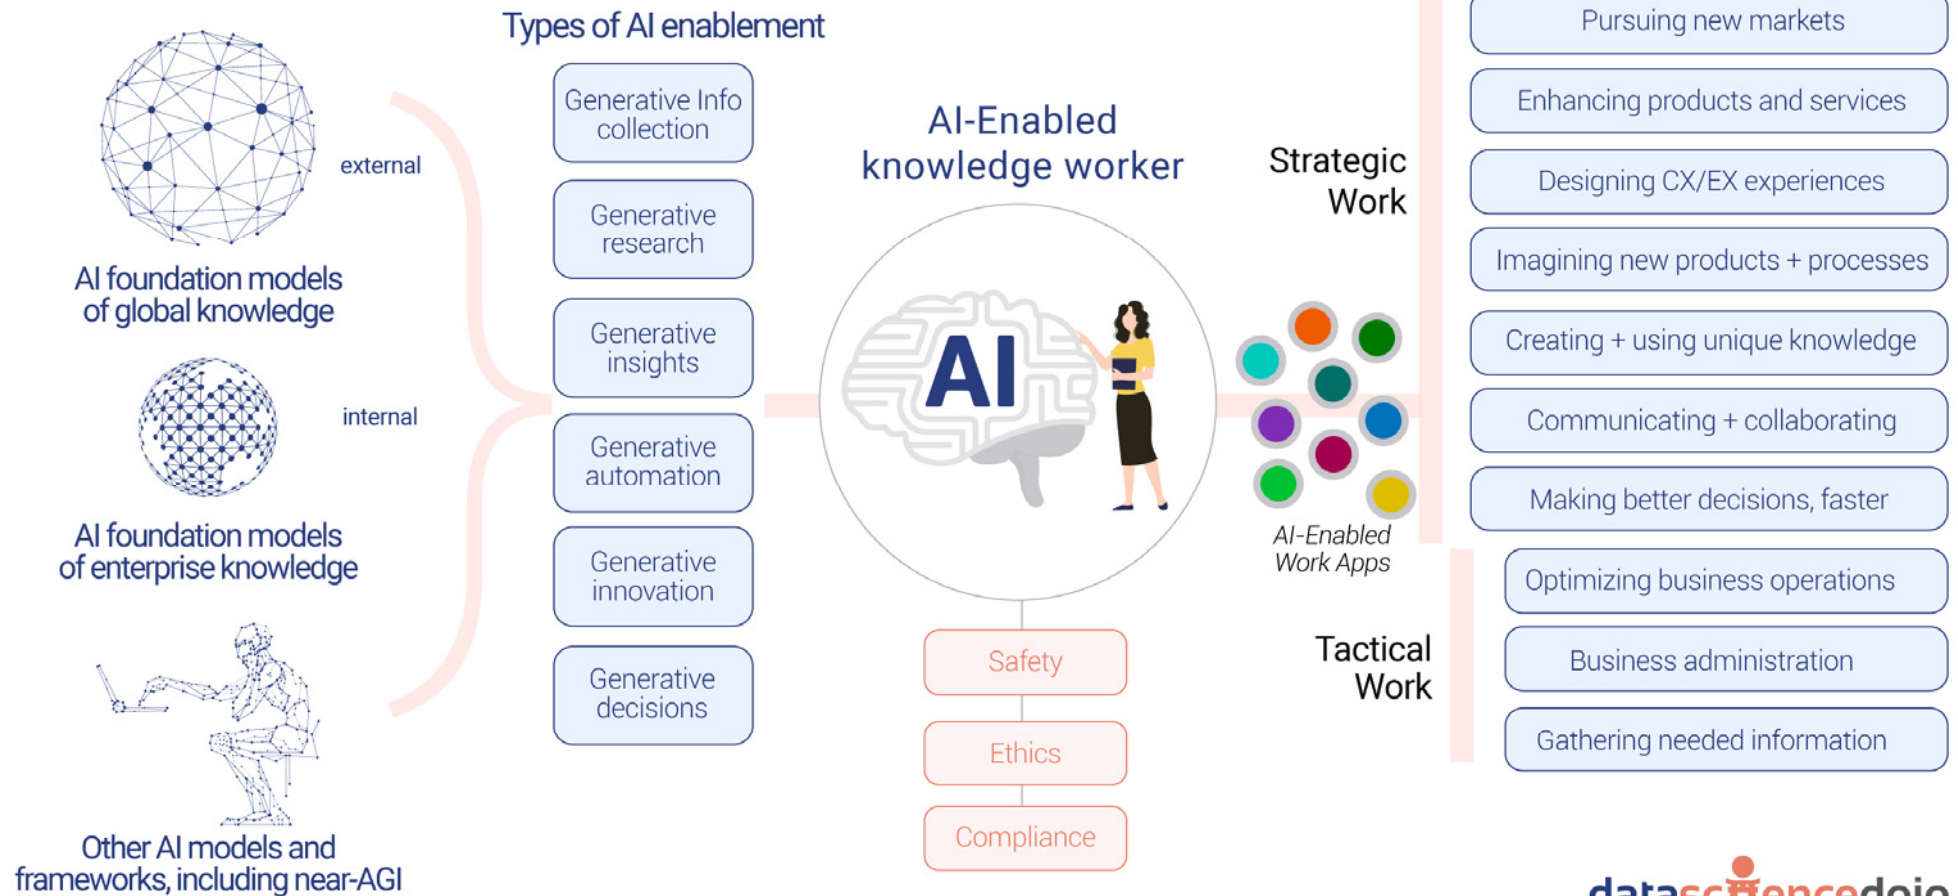 Types of AI enablement
external
AI foundation models
of global knowledge
internal
AI foundation models
of enterprise knowledge
Other AI models and
frameworks, including near-AGI
Generative Info
collection
Generative
research
Generative
insights
Generative
automation
Generative
innovation
Generative
decisions
AI-Enabled
knowledge worker
AI
Safety
Ethics
Compliance
AI-Enabled
Work Apps
Strategic
Work
Pursuing new markets
Enhancing products and services
Designing CX/EX experiences
Imagining new products + processes
Creating + using unique knowledge
Communicating + collaborating
Making better decisions, faster
Tactical
Work
Optimizing business operations
Business administration
Gathering needed information
datasciencedojo